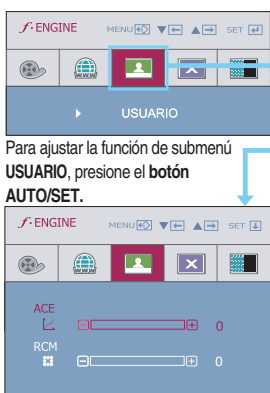 f·ENGINE MENU ▼ ▲ SET
USUARIO
Para ajustar la función de submenú
USUARIO, presione el botón
AUTO/SET.
f·ENGINE MENU ▼ ▲ SET
ACE
0
RCM
0